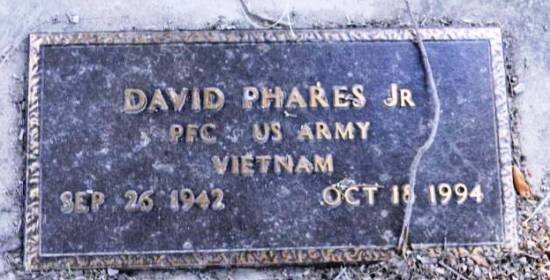 DAVID PHARES JR
PFC US ARMY
VIETNAM
SEP 26 1942 OCT 18 1994